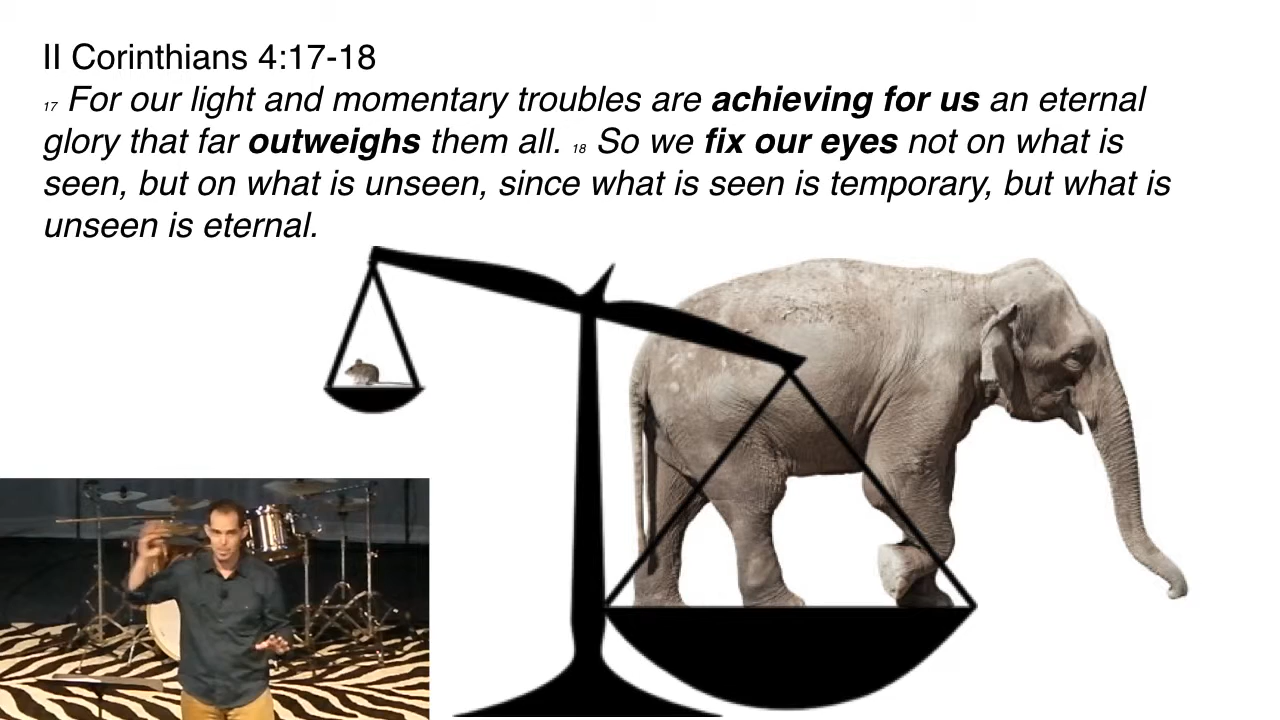 II Corinthians 4:17-18
17 For our light and momentary troubles are achieving for us an eternal
glory that far outweighs them all. 18 So we fix our eyes not on what is
seen, but on what is unseen, since what is seen is temporary, but what is
unseen is eternal.